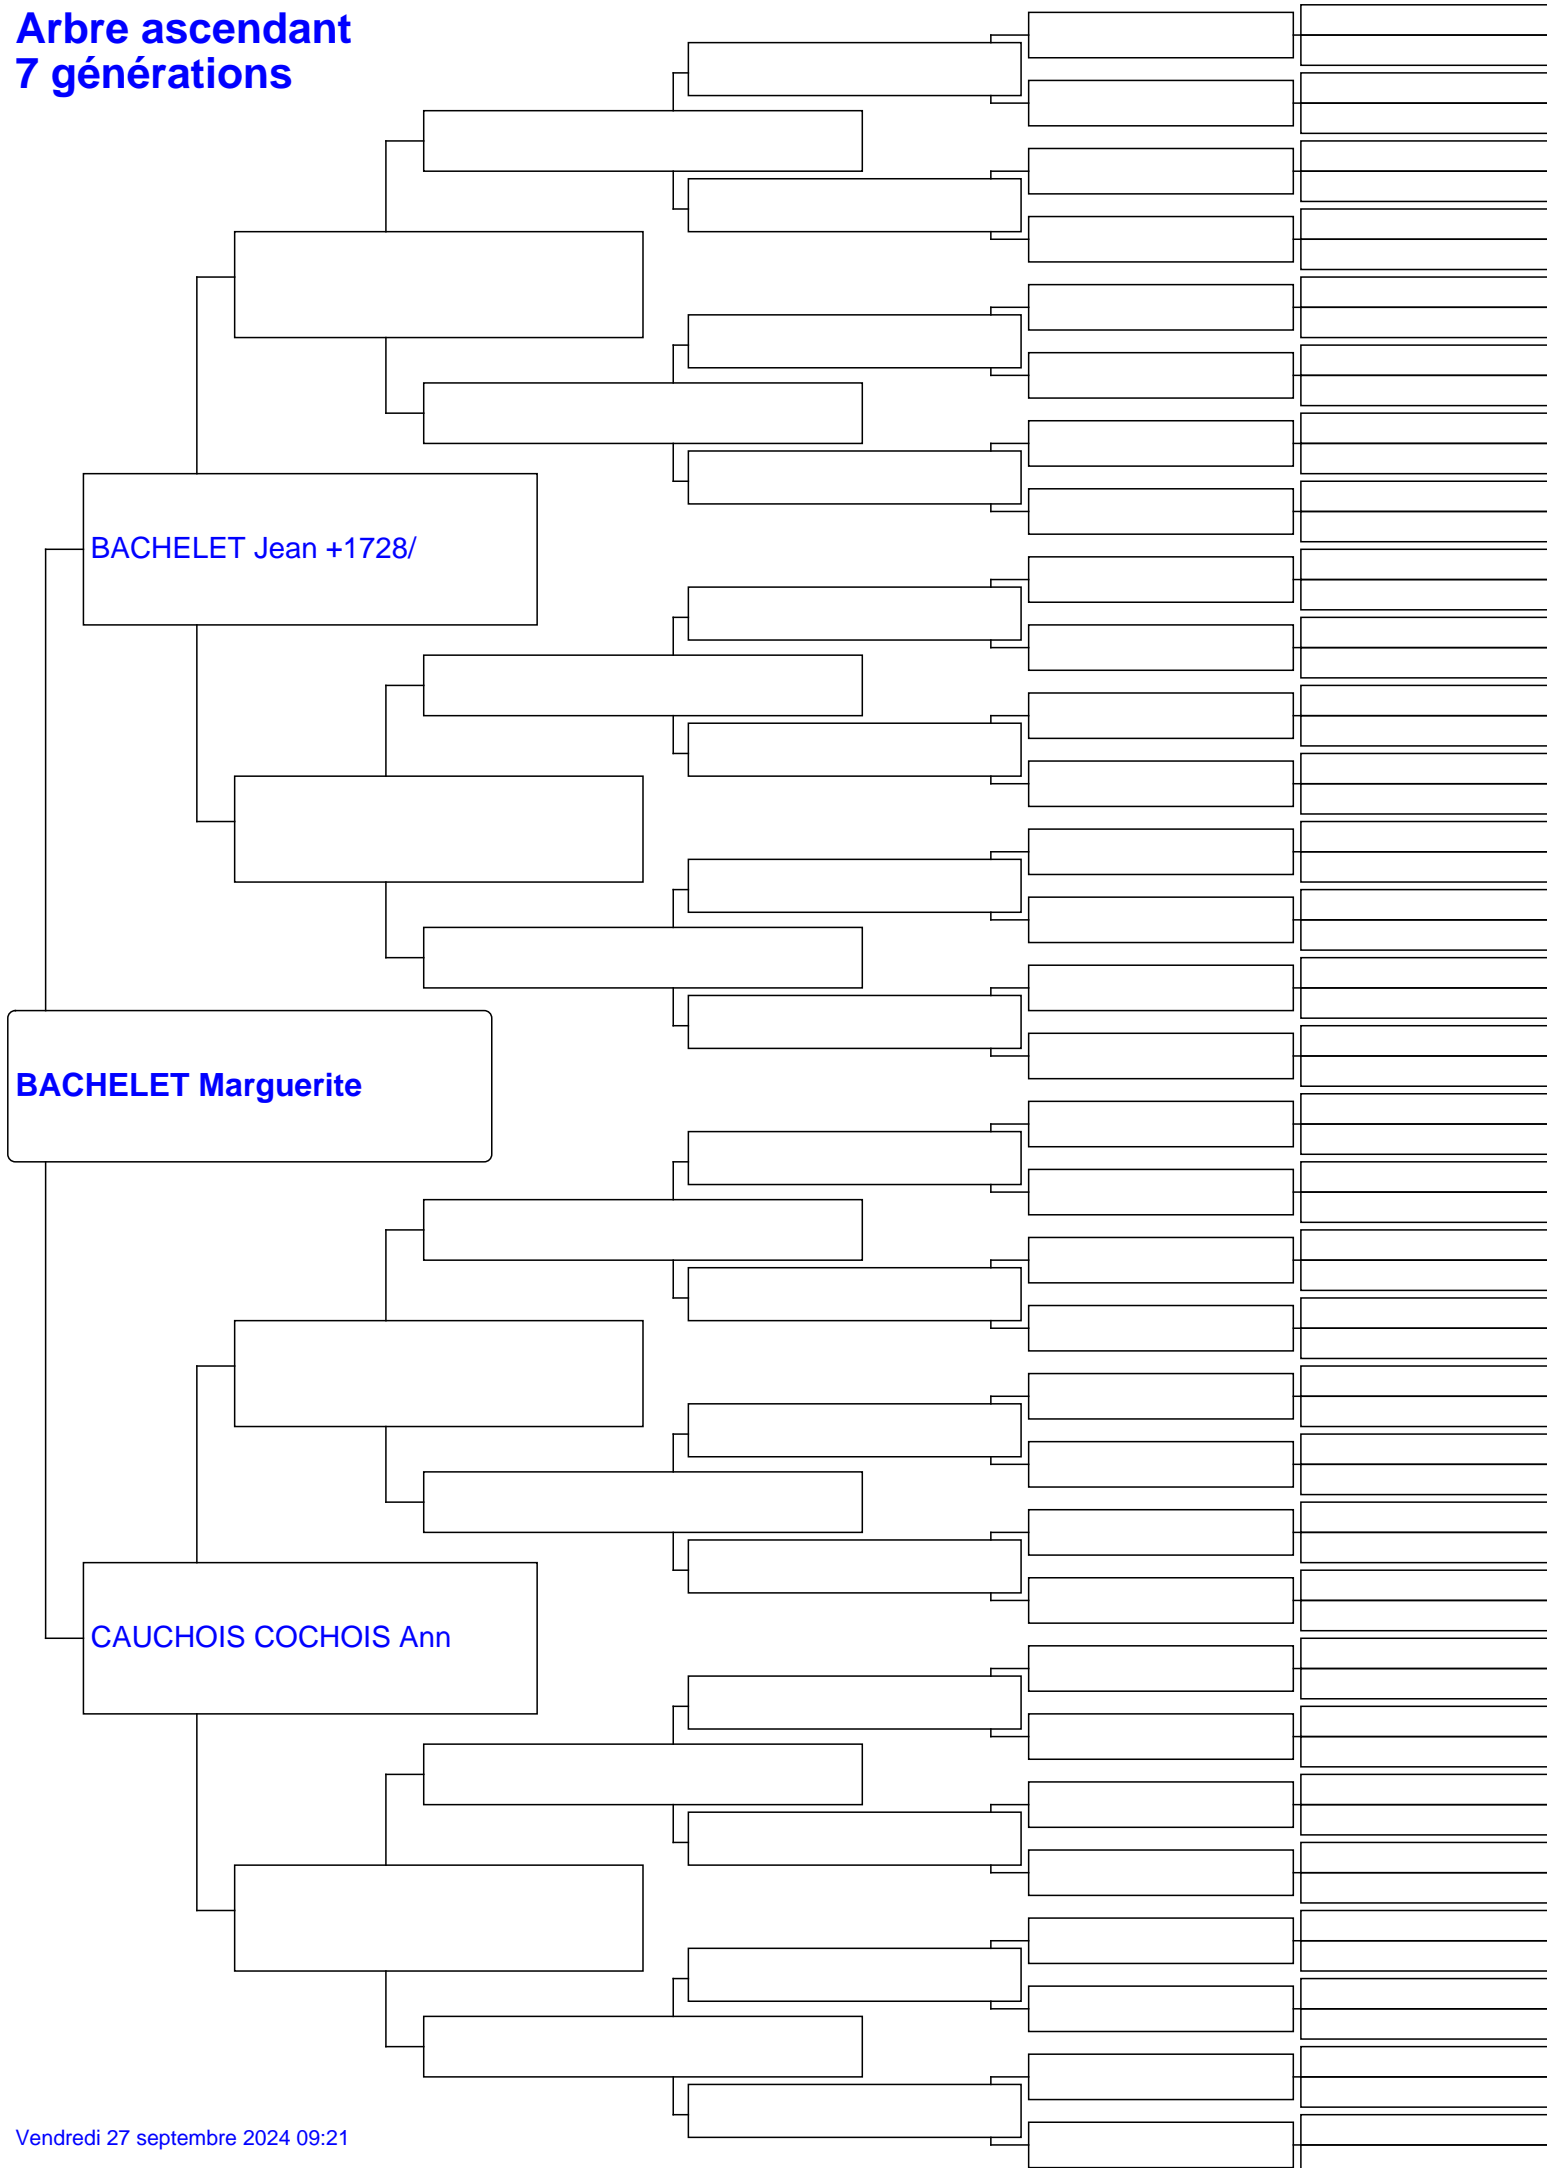 Arbre ascendant
7 générations
BACHELET Jean +1728/
BACHELET Marguerite
CAUCHOIS COCHOIS Ann
Vendredi 27 septembre 2024 09:21